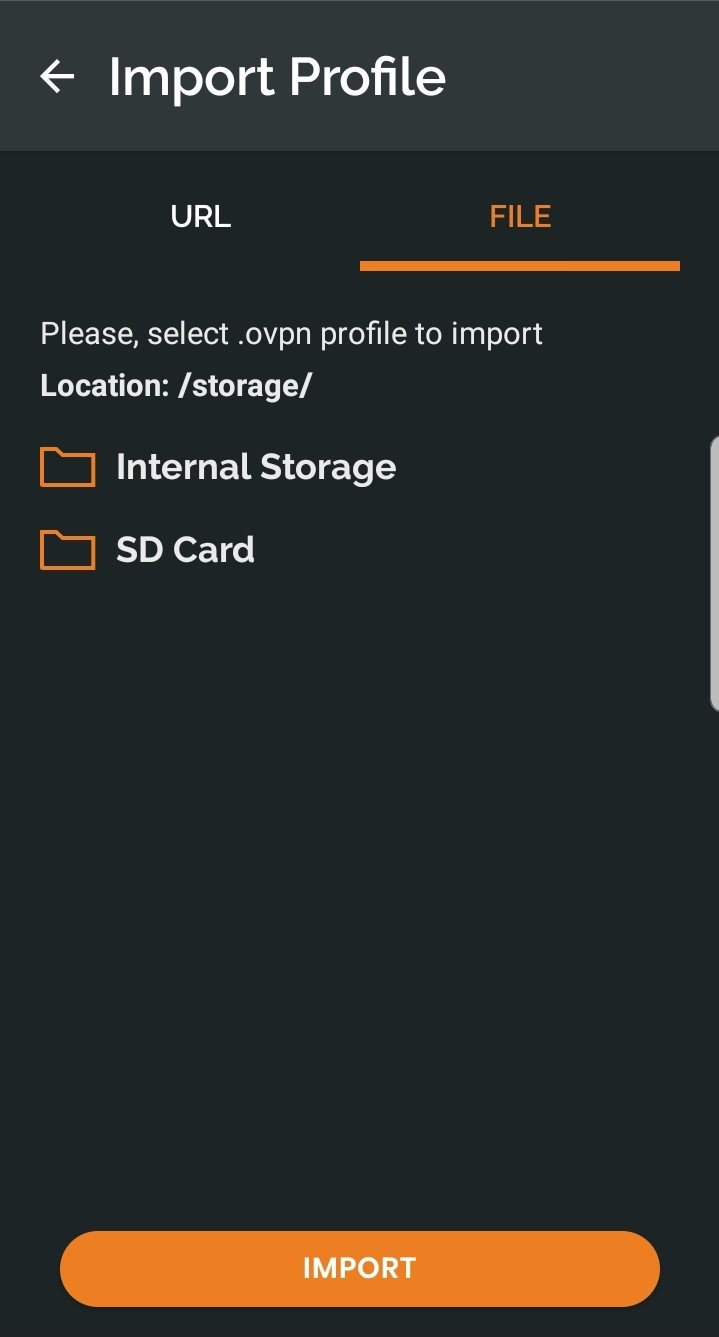 Import Profile
URL
FILE
Please, select .ovpn profile to import
Location: /storage/
Internal Storage
SD Card
IMPORT